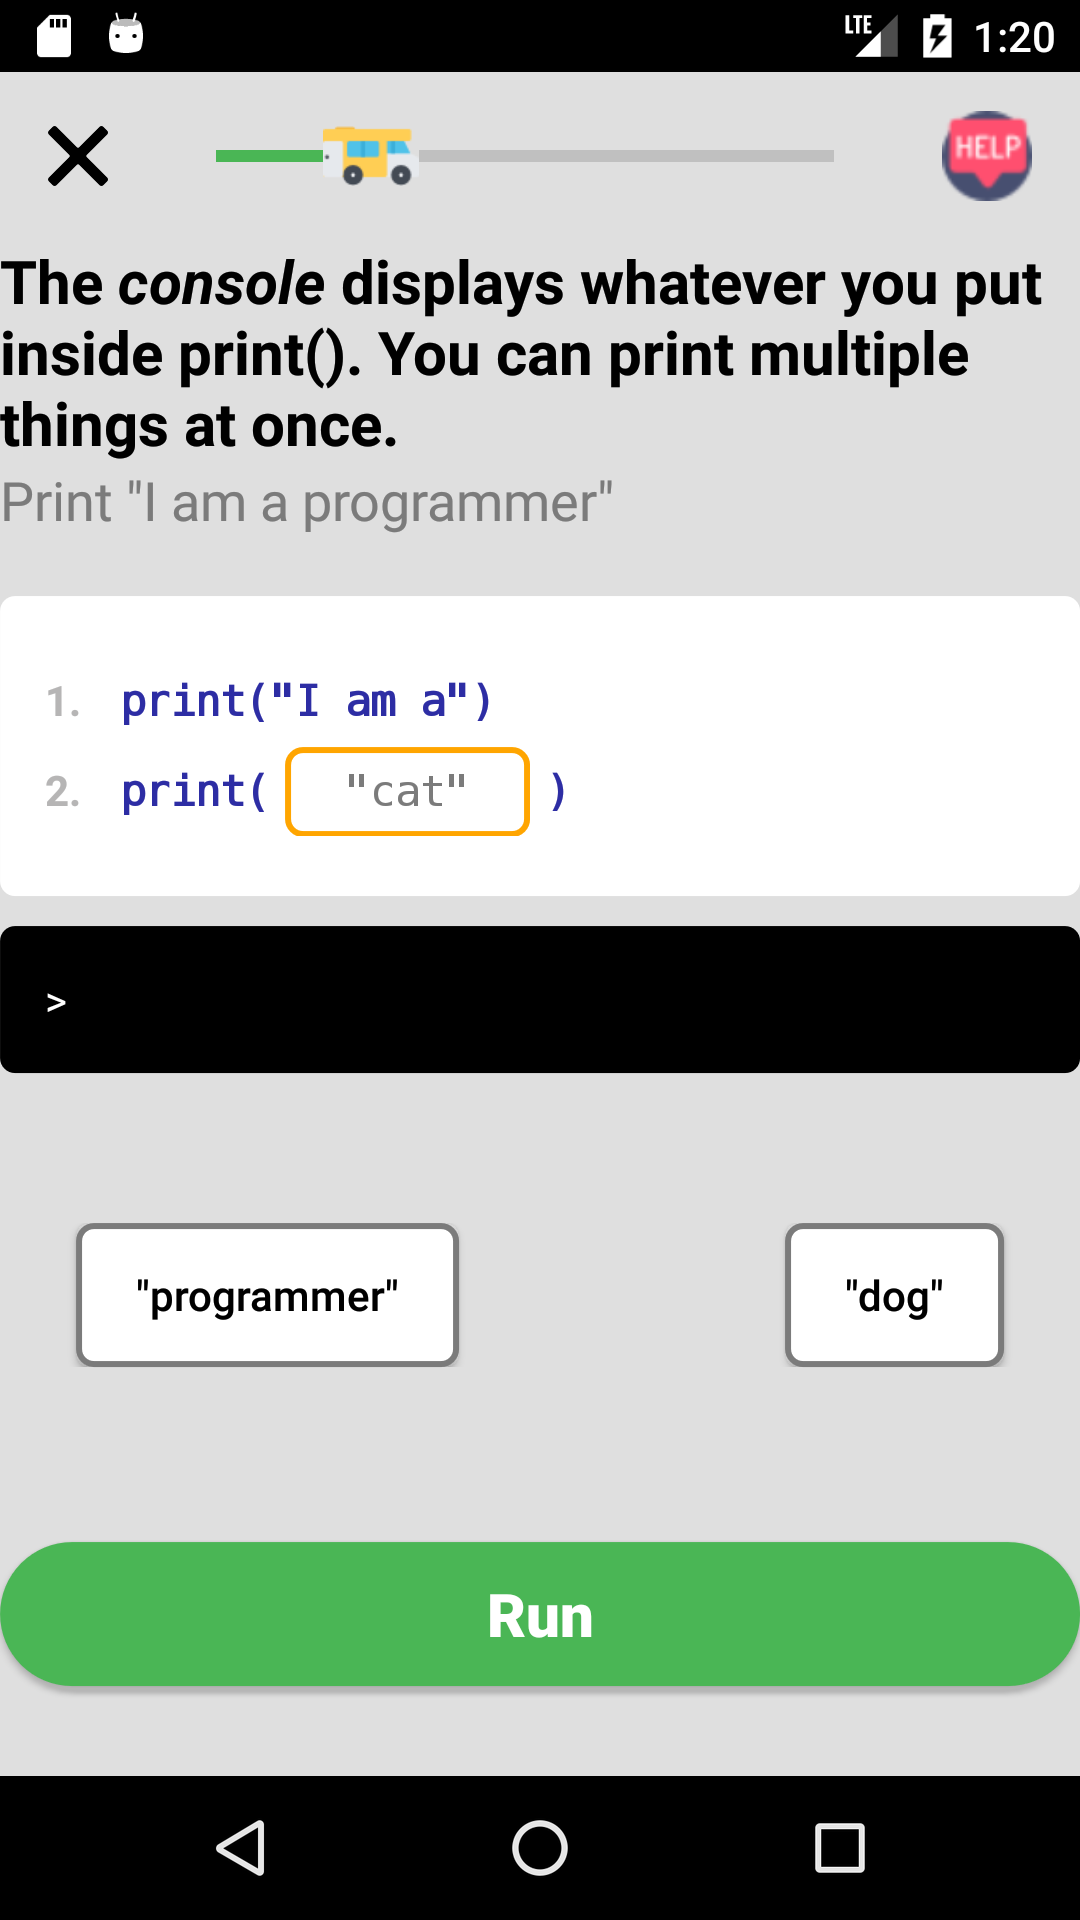 LTE 1:20
HELP
The console displays whatever you put
inside print(). You can print multiple
things at once.
Print "I am a programmer"
1. print("I am a")
2. print( "cat" )
>
"programmer" "dog"
Run